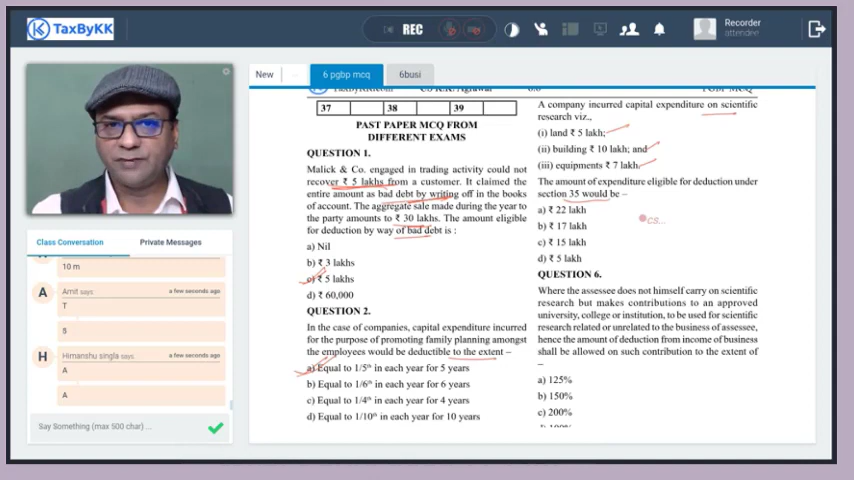 TaxByKK
REC
Recorder
attendee
New
6 pgbp mcq
6busi
Class Conversation
Private Messages
10 m
A
Amit says:
a few seconds ago
T
5
H
Himanshu singla says:
a few seconds ago
A
A
Say Something (max 500 char) ...
37 38 39
PAST PAPER MCQ FROM
DIFFERENT EXAMS
QUESTION 1.
Malick & Co. engaged in trading activity could not
recover ₹ 5 lakhs from a customer. It claimed the
entire amount as bad debt by writing off in the books
of account. The aggregate sale made during the year to
the party amounts to ₹ 30 lakhs. The amount eligible
for deduction by way of bad debt is :
a) Nil
b) ₹ 3 lakhs
c) ₹ 5 lakhs
d) ₹ 60,000
QUESTION 2.
In the case of companies, capital expenditure incurred
for the purpose of promoting family planning amongst
the employees would be deductible to the extent –
a) Equal to 1/5th in each year for 5 years
b) Equal to 1/6th in each year for 6 years
c) Equal to 1/4th in each year for 4 years
d) Equal to 1/10th in each year for 10 years
A company incurred capital expenditure on scientific
research viz.,
(i) land ₹ 5 lakh;
(ii) building ₹ 10 lakh; and
(iii) equipments ₹ 7 lakh.
The amount of expenditure eligible for deduction under
section 35 would be –
a) ₹ 22 lakh
b) ₹ 17 lakh
c) ₹ 15 lakh
d) ₹ 5 lakh
CS...
QUESTION 6.
Where the assessee does not himself carry on scientific
research but makes contributions to an approved
university, college or institution, to be used for scientific
research related or unrelated to the business of assessee,
hence the amount of deduction from income of business
shall be allowed on such contribution to the extent of
–
a) 125%
b) 150%
c) 200%